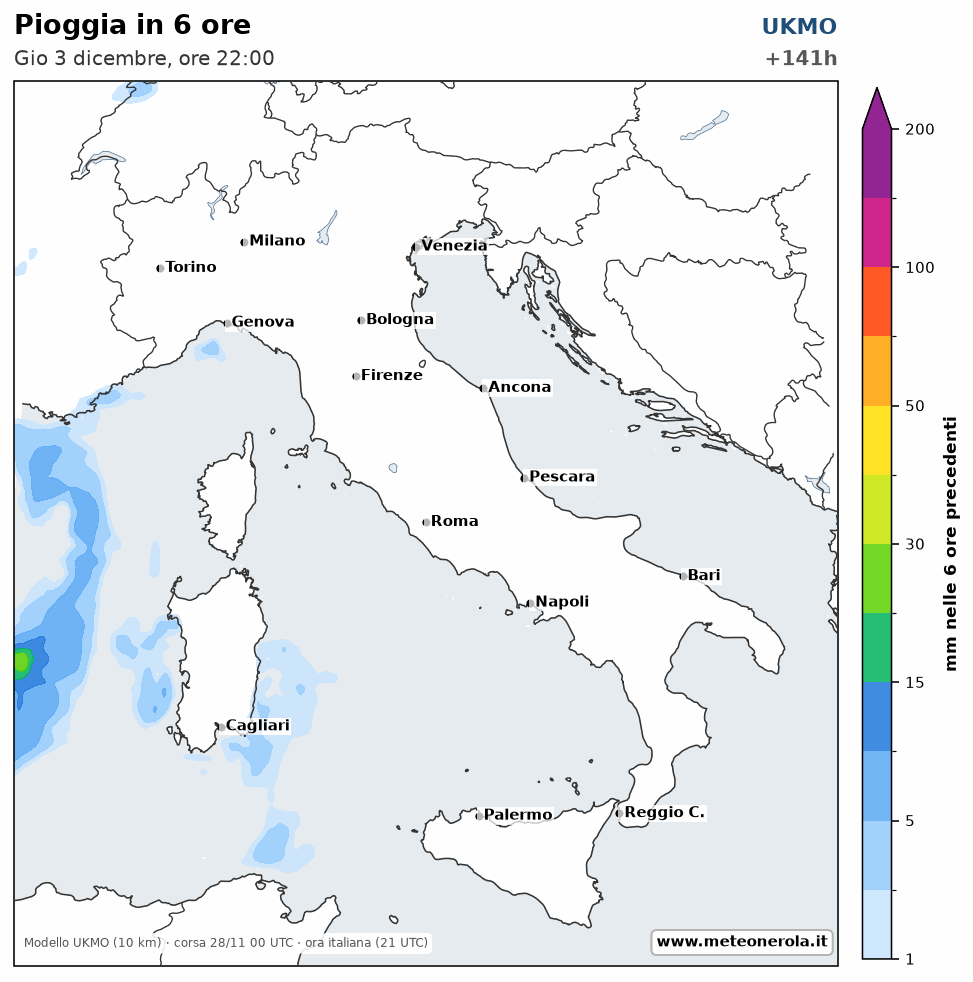 Pioggia in 6 ore
UKMO
Gio 3 dicembre, ore 22:00
+141h
200
100
50
30
15
5
1
mm nelle 6 ore precedenti
Milano
Venezia
Torino
Genova
Bologna
Firenze
Ancona
Pescara
Roma
Bari
Napoli
Cagliari
Palermo
Reggio C.
Modello UKMO (10 km) · corsa 28/11 00 UTC · ora italiana (21 UTC)
www.meteonerola.it